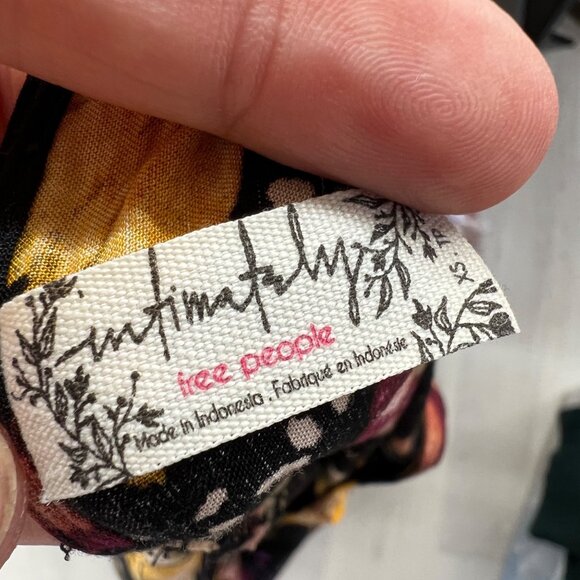 intimately
free people
Made in Indonesia . Fabriqué en Indonésie
XS . TP